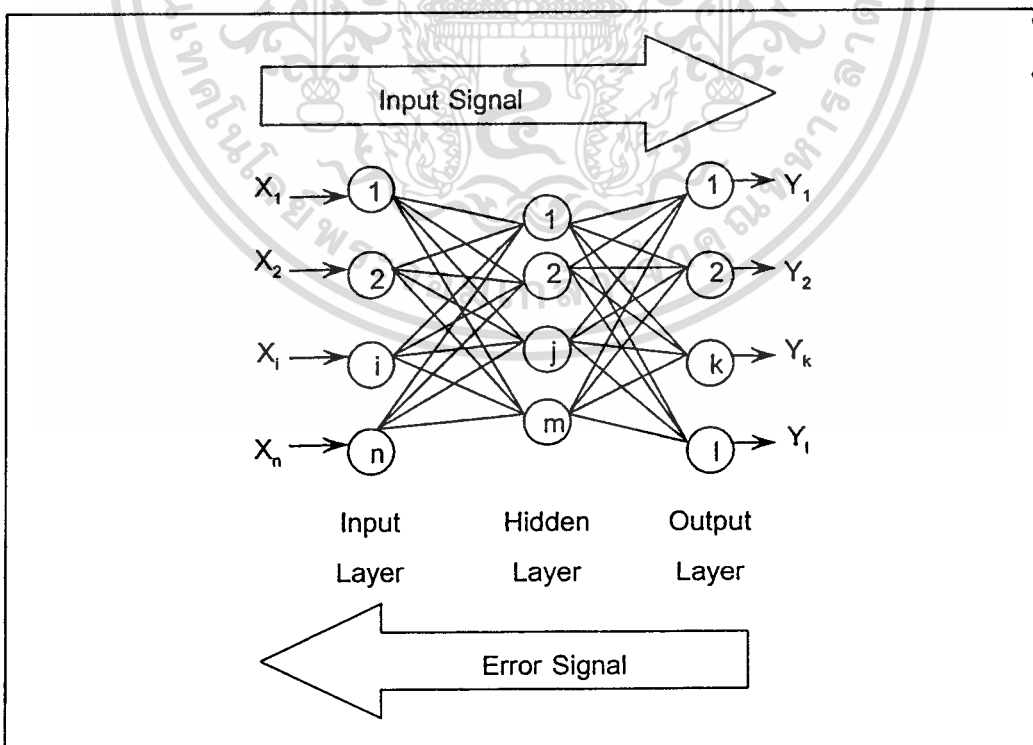 Input Signal
X₁ 1 1 1 Y₁
X₂ 2 2 2 Y₂
Xᵢ i j k Yₖ
Xₙ n m l Yₗ
Input Hidden Output
Layer Layer Layer
Error Signal